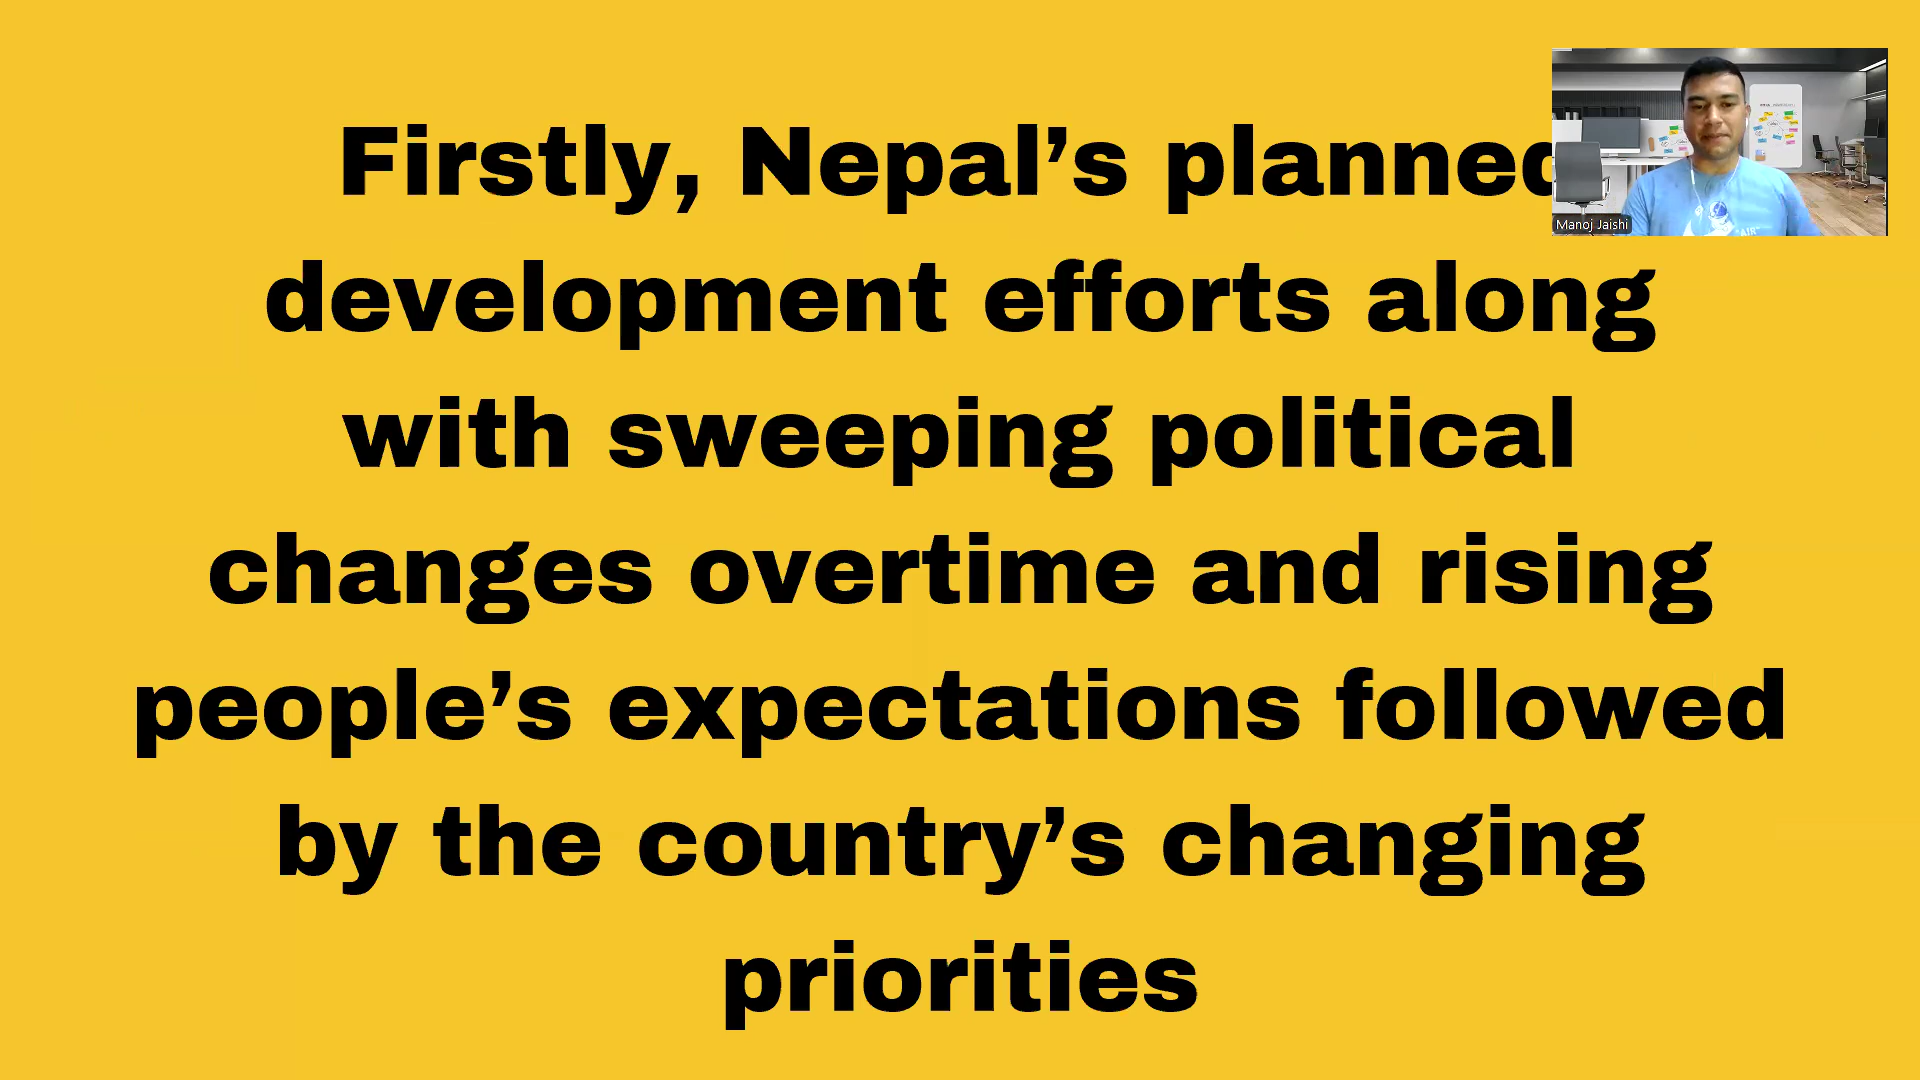 Firstly, Nepal’s planned
development efforts along
with sweeping political
changes overtime and rising
people’s expectations followed
by the country’s changing
priorities
Manoj Jaishi
"AIR"